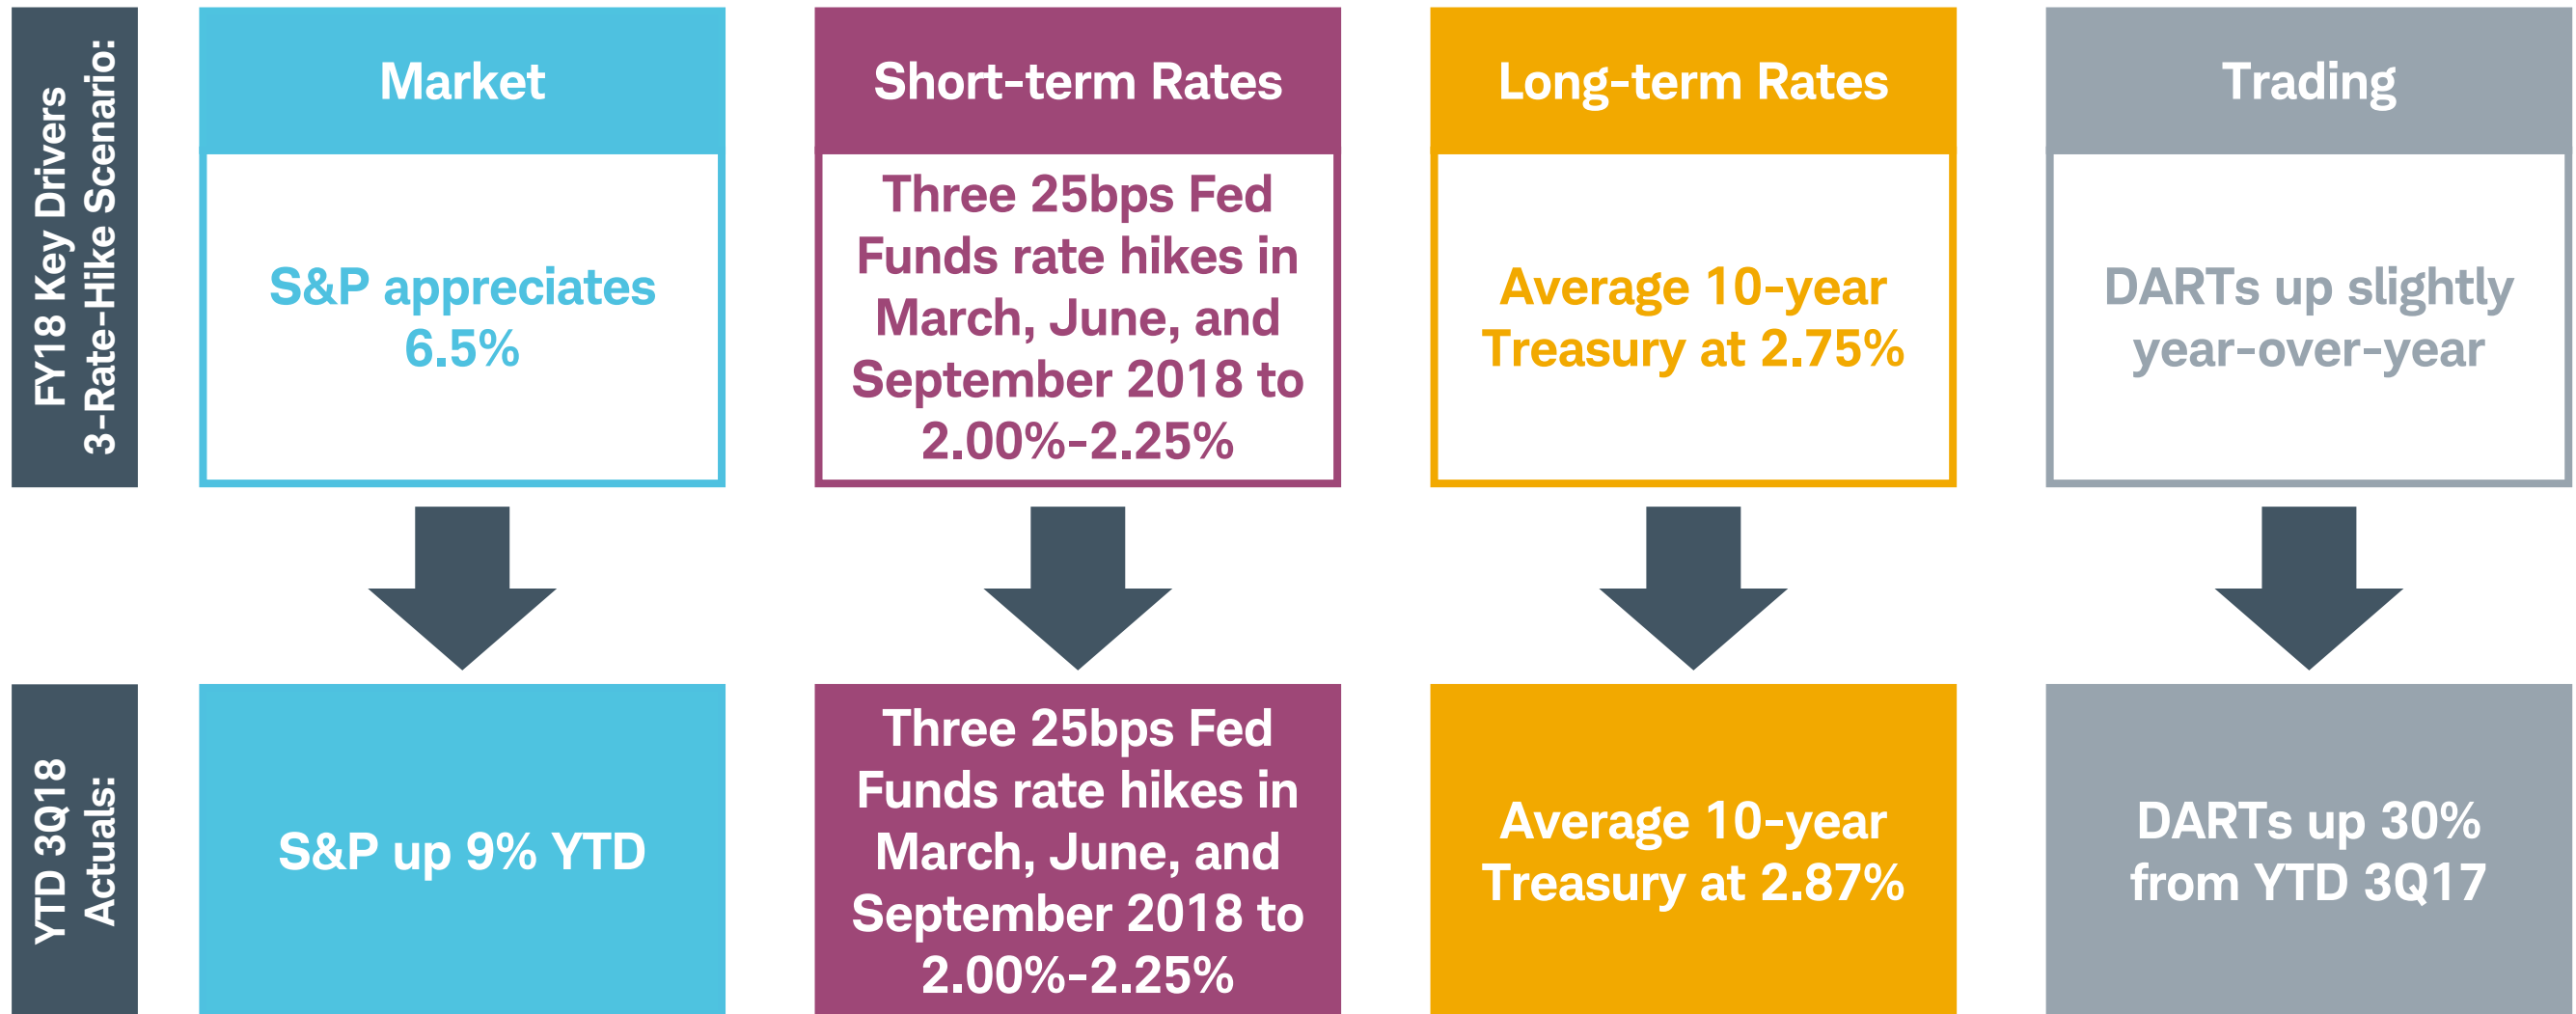 FY18 Key Drivers
3-Rate-Hike Scenario:
Market
S&P appreciates
6.5%
Short-term Rates
Three 25bps Fed
Funds rate hikes in
March, June, and
September 2018 to
2.00%-2.25%
Long-term Rates
Average 10-year
Treasury at 2.75%
Trading
DARTs up slightly
year-over-year
YTD 3Q18
Actuals:
S&P up 9% YTD
Three 25bps Fed
Funds rate hikes in
March, June, and
September 2018 to
2.00%-2.25%
Average 10-year
Treasury at 2.87%
DARTs up 30%
from YTD 3Q17